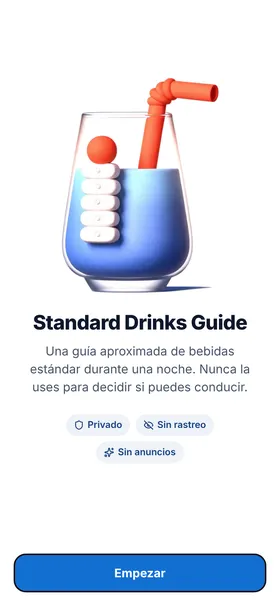 Standard Drinks Guide
Una guía aproximada de bebidas
estándar durante una noche. Nunca la
uses para decidir si puedes conducir.
Privado
Sin rastreo
Sin anuncios
Empezar